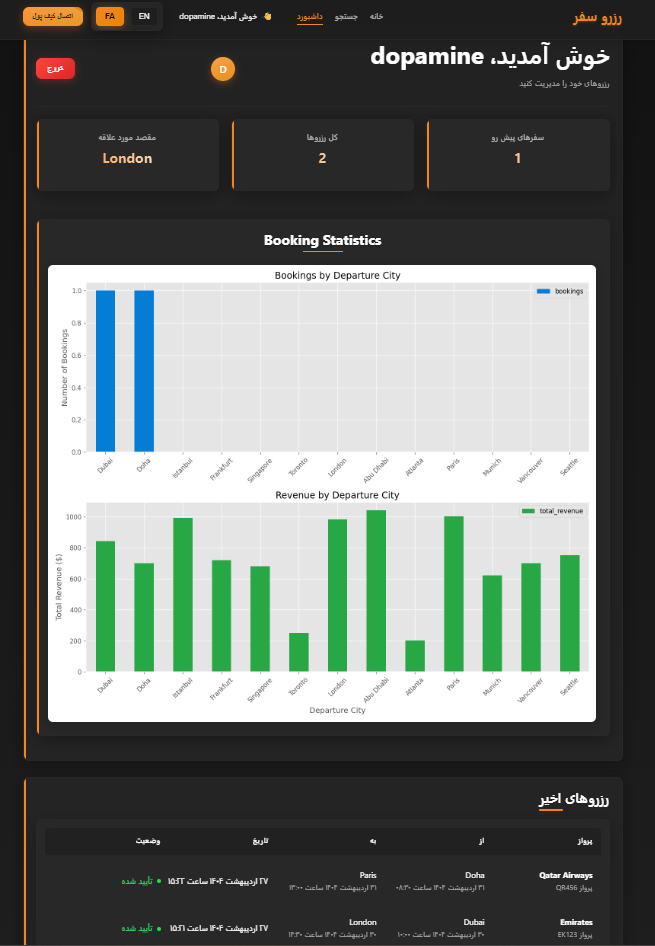 رزرو سفر
خانه جستجو داشبورد
👋 خوش آمدید، dopamine
EN FA
اتصال کیف پول
خوش آمدید، dopamine
رزروهای خود را مدیریت کنید
D
خروج
سفرهای پیش رو
1
کل رزروها
2
مقصد مورد علاقه
London
Booking Statistics
Bookings by Departure City
bookings
Number of Bookings
1.0
0.8
0.6
0.4
0.2
0.0
Dubai Doha Istanbul Frankfurt Singapore Toronto London Abu Dhabi Atlanta Paris Munich Vancouver Seattle
Revenue by Departure City
total_revenue
Total Revenue ($)
1000
800
600
400
200
0
Dubai Doha Istanbul Frankfurt Singapore Toronto London Abu Dhabi Atlanta Paris Munich Vancouver Seattle
Departure City
رزروهای اخیر
پرواز از به تاریخ وضعیت
Qatar Airways Doha Paris
پرواز QR456 ۳۱ اردیبهشت ۱۴۰۴ ساعت ۰۸:۳۰ ۳۱ اردیبهشت ۱۴۰۴ ساعت ۱۳:۰۰
۲۷ اردیبهشت ۱۴۰۴ ساعت ۱۵:۲۲ تأیید شده
Emirates Dubai London
پرواز EK123 ۳۰ اردیبهشت ۱۴۰۴ ساعت ۱۰:۰۰ ۳۰ اردیبهشت ۱۴۰۴ ساعت ۱۴:۳۰
۲۷ اردیبهشت ۱۴۰۴ ساعت ۱۵:۲۱ تأیید شده